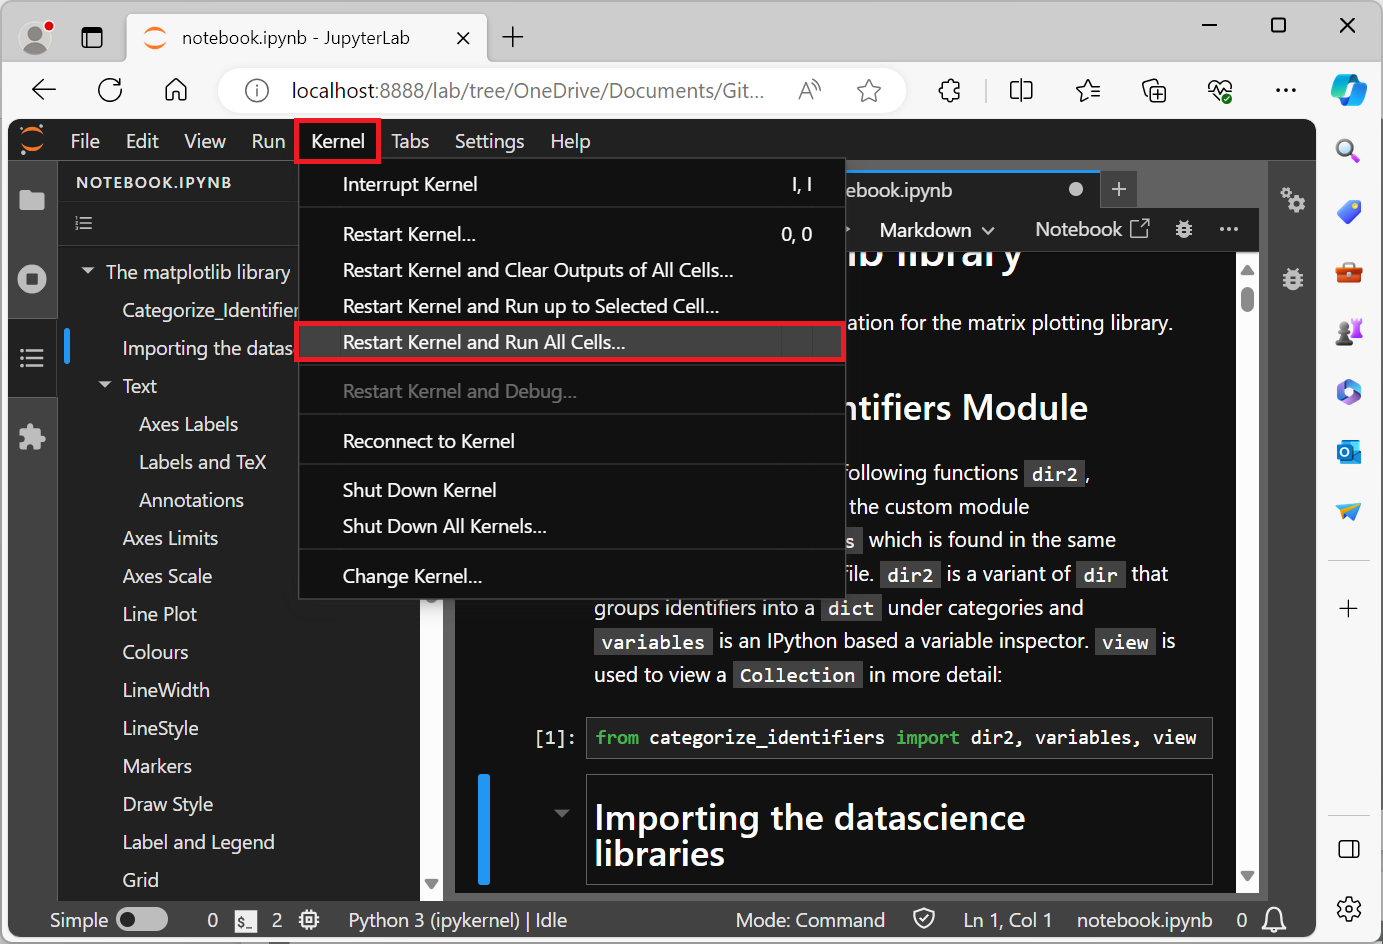 notebook.ipynb - JupyterLab
localhost:8888/lab/tree/OneDrive/Documents/Git...
File Edit View Run Kernel Tabs Settings Help
NOTEBOOK.IPYNB
The matplotlib library
Categorize_Identifier
Importing the datas
Text
Axes Labels
Labels and TeX
Annotations
Axes Limits
Axes Scale
Line Plot
Colours
LineWidth
LineStyle
Markers
Draw Style
Label and Legend
Grid
Interrupt Kernel I, I
Restart Kernel... 0, 0
Restart Kernel and Clear Outputs of All Cells...
Restart Kernel and Run up to Selected Cell...
Restart Kernel and Run All Cells...
Restart Kernel and Debug...
Reconnect to Kernel
Shut Down Kernel
Shut Down All Kernels...
Change Kernel...
ebook.ipynb
Markdown Notebook
ib library
ation for the matrix plotting library.
ntifiers Module
following functions dir2,
the custom module
s which is found in the same
file. dir2 is a variant of dir that
groups identifiers into a dict under categories and
variables is an IPython based a variable inspector. view is
used to view a Collection in more detail:
[1]: from categorize_identifiers import dir2, variables, view
Importing the datascience
libraries
Simple 0 $_ 2 Python 3 (ipykernel) | Idle Mode: Command Ln 1, Col 1 notebook.ipynb 0